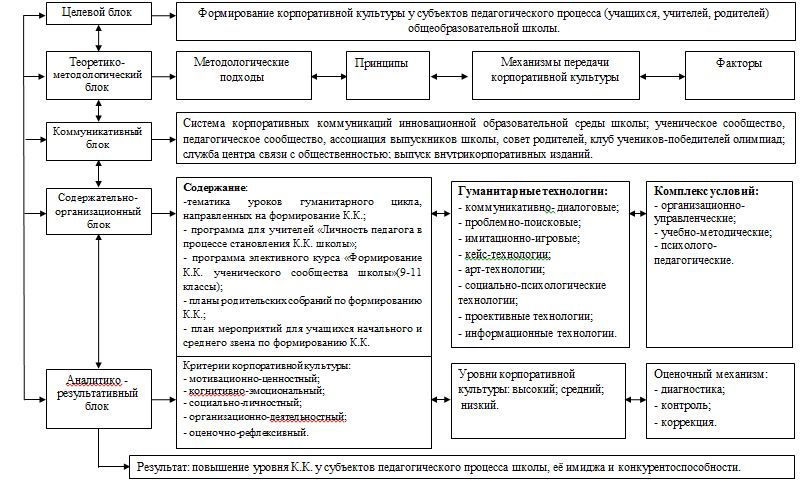 Целевой блок
Формирование корпоративной культуры у субъектов педагогического процесса (учащихся, учителей, родителей)
общеобразовательной школы.
Теоретико-
методологический
блок
Методологические
подходы
Принципы
Механизмы передачи
корпоративной культуры
Факторы
Коммуникативный
блок
Система корпоративных коммуникаций инновационной образовательной среды школы; ученическое сообщество,
педагогическое сообщество, ассоциация выпускников школы, совет родителей, клуб учеников-победителей олимпиад;
служба центра связи с общественностью; выпуск внутрикорпоративных изданий.
Содержательно-
организационный
блок
Содержание:
-тематика уроков гуманитарного цикла,
направленных на формирование К.К.;
- программа для учителей «Личность педагога в
процессе становления К.К. школы»;
- программа элективного курса «Формирование
К.К. ученического сообщества школы»(9-11
классы);
- планы родительских собраний по формированию
К.К.;
- план мероприятий для учащихся начального и
среднего звена по формированию К.К.
Гуманитарные технологии:
- коммуникативно- диалоговые;
- проблемно-поисковые;
- имитационно-игровые;
- кейс-технологии;
- арт-технологии;
- социально-психологические
технологии;
- проективные технологии;
- информационные технологии.
Комплекс условий:
- организационно-
управленческие;
- учебно-методические;
- психолого-
педагогические.
Аналитико -
результативный
блок
Критерии корпоративной культуры:
- мотивационно-ценностный;
- когнитивно-эмоциональный;
- социально-личностный;
- организационно-деятельностный;
- оценочно-рефлексивный.
Уровни корпоративной
культуры: высокий; средний;
низкий.
Оценочный механизм:
- диагностика;
- контроль;
- коррекция.
Результат: повышение уровня К.К. у субъектов педагогического процесса школы, её имиджа и конкурентоспособности.